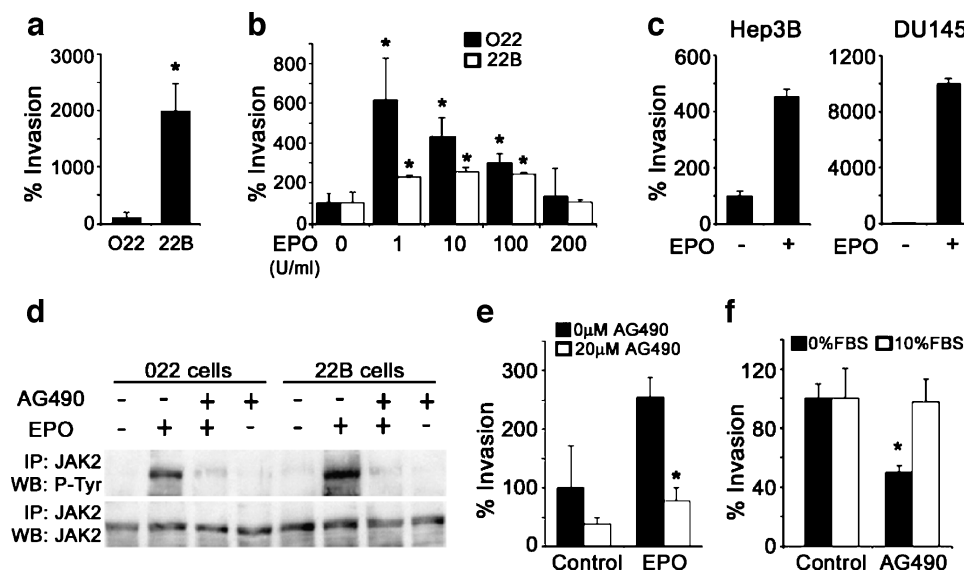 a
% Invasion
3000
2000
1000
0
*
O22 22B
b
% Invasion
800
600
400
200
0
O22
22B
* * * * * *
EPO 0 1 10 100 200
(U/ml)
c
Hep3B DU145
% Invasion
600
400
200
0
12000
8000
4000
0
EPO - +
EPO - +
d
022 cells 22B cells
AG490 - - + + - - + +
EPO - + + - - + + -
IP: JAK2
WB: P-Tyr
IP: JAK2
WB: JAK2
e
0µM AG490
20µM AG490
% Invasion
300
200
100
0
*
Control EPO
f
0%FBS 10%FBS
% Invasion
120
80
40
0
*
Control AG490